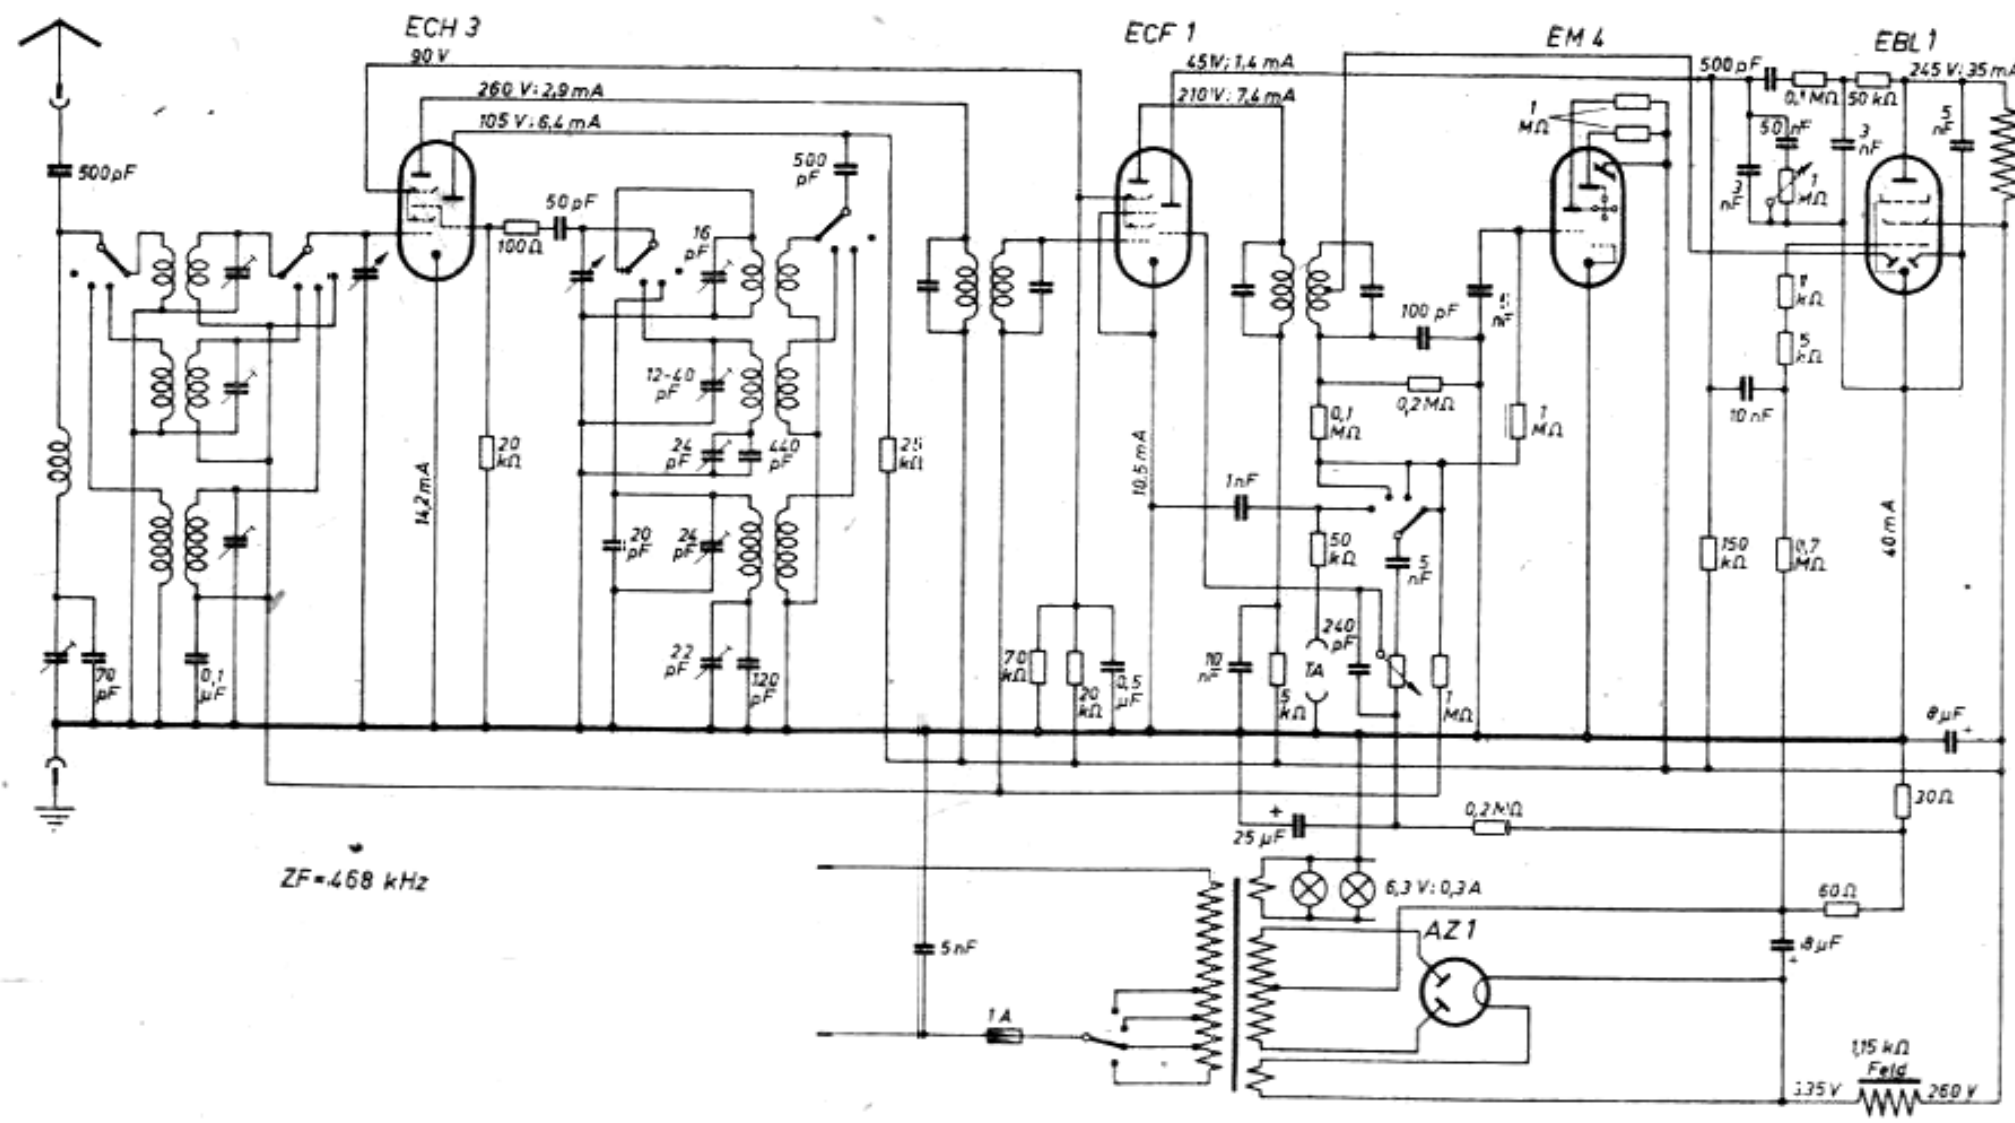 ECH 3
ECF 1
EM 4
EBL 1
90 V
260 V: 2,9 mA
105 V: 6,4 mA
45 V; 1,4 mA
210 V: 7,4 mA
1
MΩ
500 pF
0,1 MΩ
50 kΩ
245 V: 35 mA
50 nF
3
nF
5
nF
3
nF
1
MΩ
500 pF
50 pF
100 Ω
500
pF
16
pF
12-40
pF
24
pF
440
pF
20
kΩ
14,2 mA
25
kΩ
20
pF
24
pF
22
pF
120
pF
70
pF
0,1
µF
100 pF
nF
0,2 MΩ
0,1
MΩ
1
MΩ
10,5 mA
1 nF
50
kΩ
5
nF
240
pF
TA
10
nF
5
kΩ
1
MΩ
70
kΩ
20
kΩ
0,5
µF
1
kΩ
5
kΩ
10 nF
150
kΩ
0,7
MΩ
40 mA
8 µF
+
30 Ω
0,2 MΩ
+
25 µF
ZF = 468 kHz
6,3 V: 0,3 A
60 Ω
AZ 1
8 µF
+
5 nF
1 A
1,15 kΩ
Feld
335 V
260 V